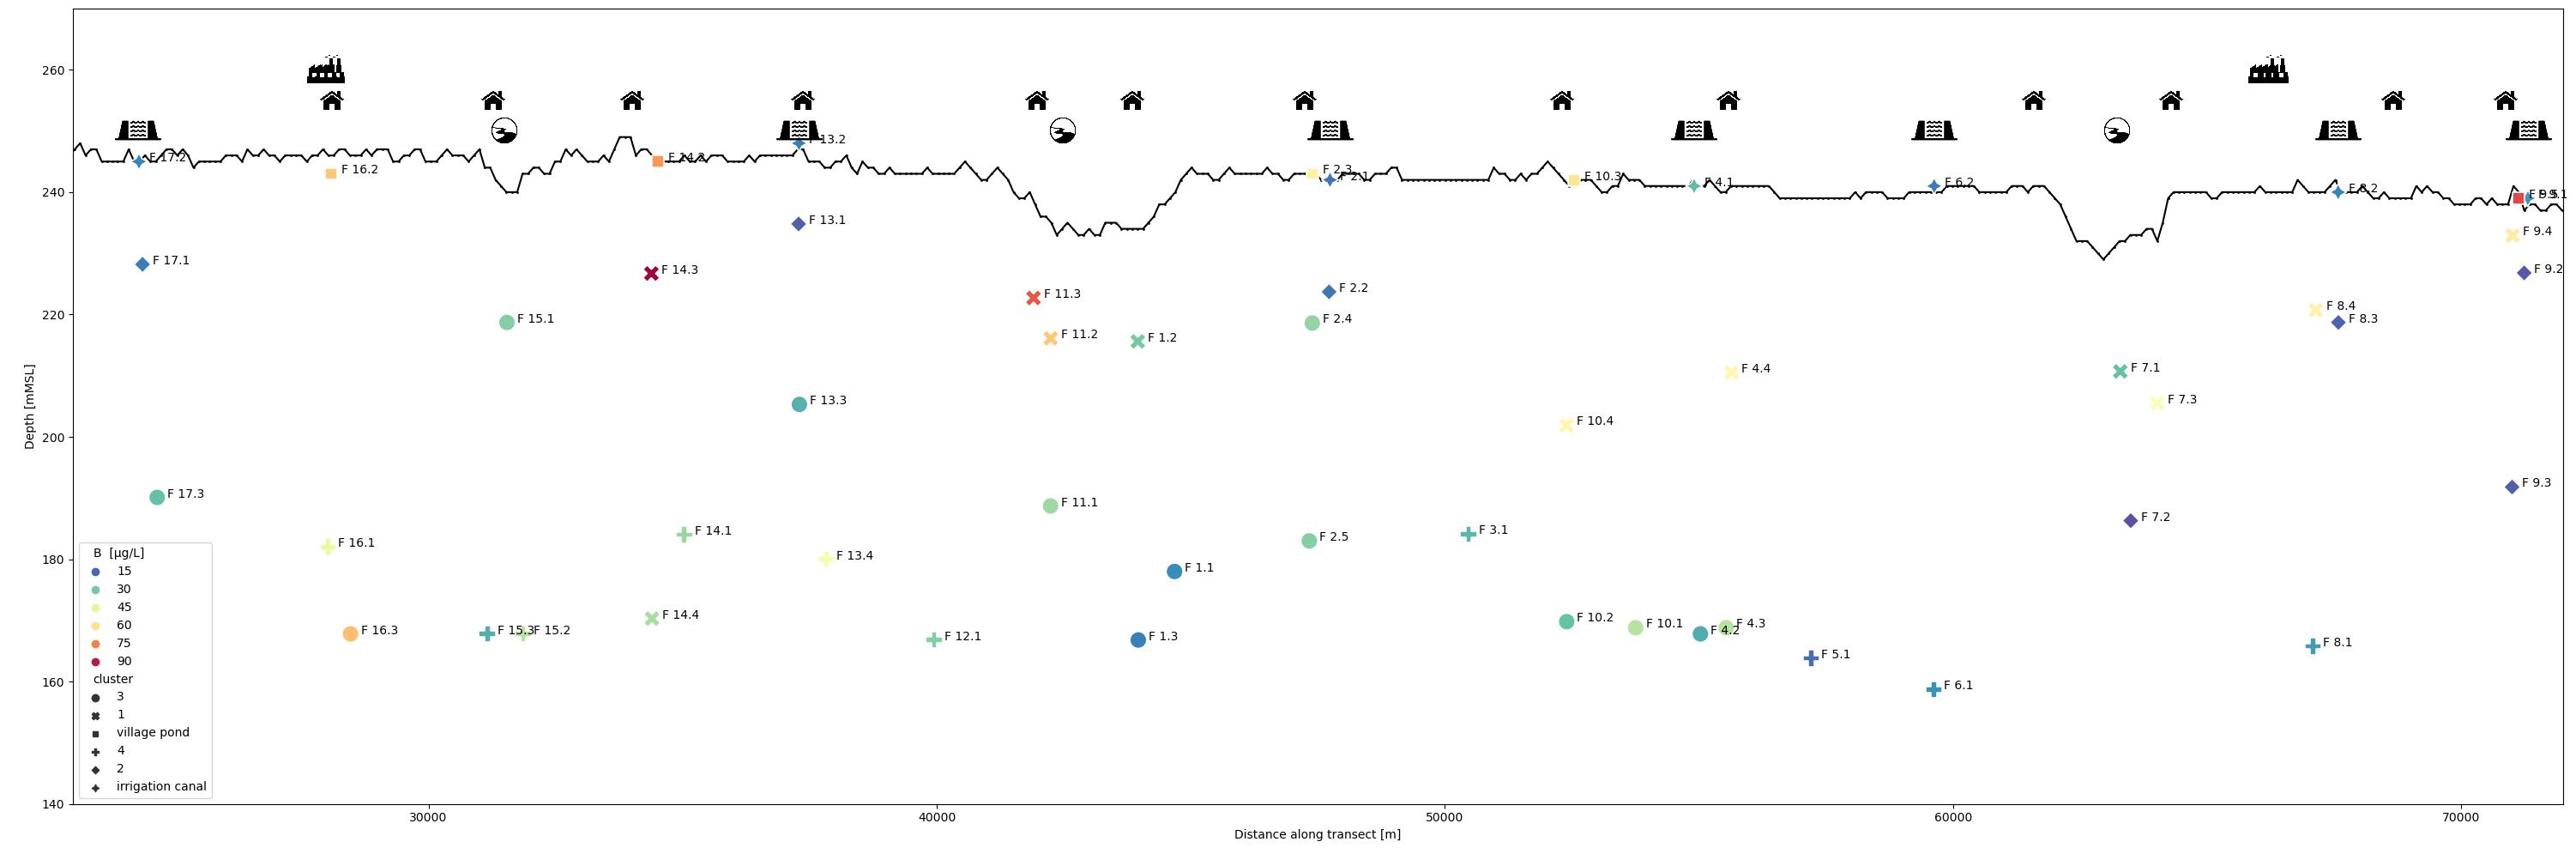 260
240
220
200
180
160
140
Depth [mMSL]
F 13.2
F 17.2
F 14.2
F 16.2
F 2.3
F 2.1
F 10.3
F 4.1
F 6.2
F 8.2
F 9.1
F 13.1
F 9.4
F 17.1
F 14.3
F 9.2
F 11.3
F 2.2
F 8.4
F 15.1
F 2.4
F 8.3
F 11.2
F 1.2
F 4.4
F 7.1
F 13.3
F 7.3
F 10.4
F 17.3
F 11.1
F 9.3
F 7.2
F 14.1
F 3.1
F 16.1
F 2.5
F 13.4
F 1.1
F 14.4
F 10.2
F 16.3
F 15.3
F 15.2
F 12.1
F 1.3
F 10.1
F 4.2
F 4.3
F 5.1
F 8.1
F 6.1
B [µg/L]
15
30
45
60
75
90
cluster
3
1
village pond
4
2
irrigation canal
30000
40000
50000
60000
70000
Distance along transect [m]